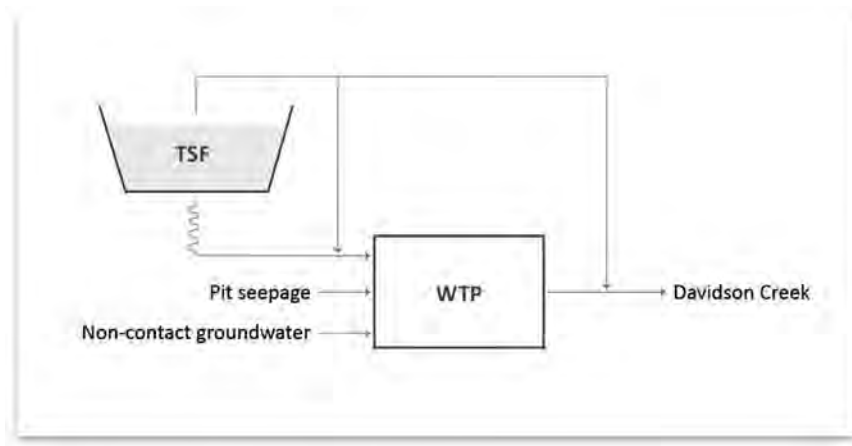 TSF
Pit seepage
WTP
Davidson Creek
Non-contact groundwater